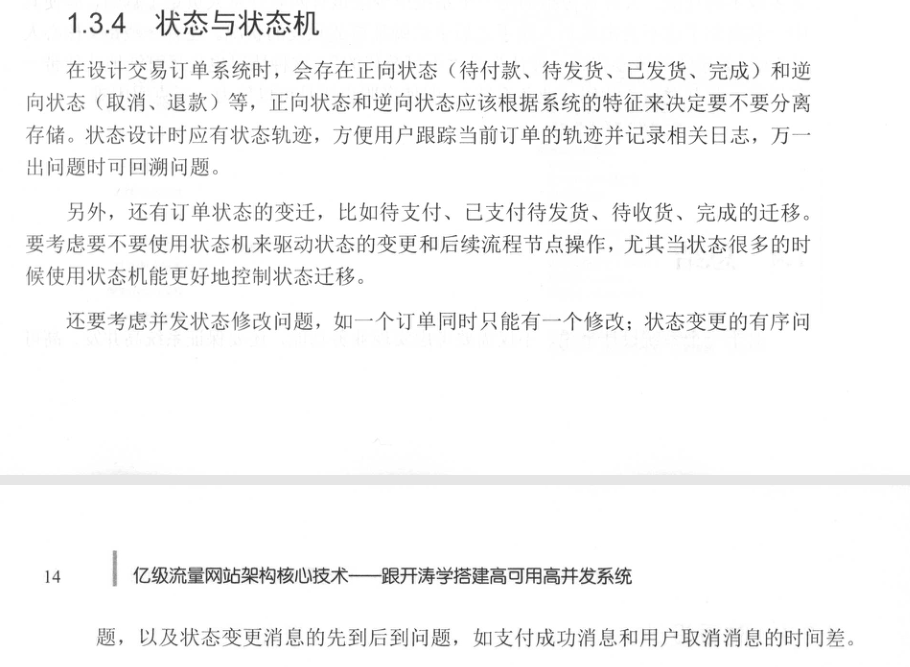 1.3.4 状态与状态机
在设计交易订单系统时，会存在正向状态（待付款、待发货、已发货、完成）和逆
向状态（取消、退款）等，正向状态和逆向状态应该根据系统的特征来决定要不要分离
存储。状态设计时应有状态轨迹，方便用户跟踪当前订单的轨迹并记录相关日志，万一
出问题时可回溯问题。
另外，还有订单状态的变迁，比如待支付、已支付待发货、待收货、完成的迁移。
要考虑要不要使用状态机来驱动状态的变更和后续流程节点操作，尤其当状态很多的时
候使用状态机能更好地控制状态迁移。
还要考虑并发状态修改问题，如一个订单同时只能有一个修改；状态变更的有序问
14 亿级流量网站架构核心技术——跟开涛学搭建高可用高并发系统
题，以及状态变更消息的先到后到问题，如支付成功消息和用户取消消息的时间差。